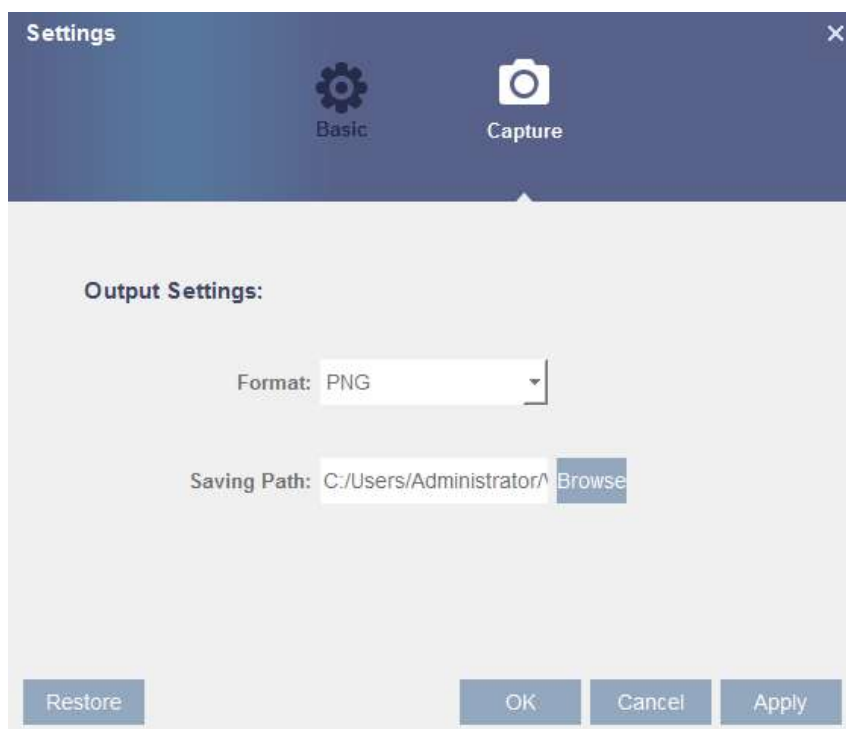 Settings
Basic
Capture
Output Settings:
Format: PNG
Saving Path: C:/Users/Administrator/ Browse
Restore
OK
Cancel
Apply